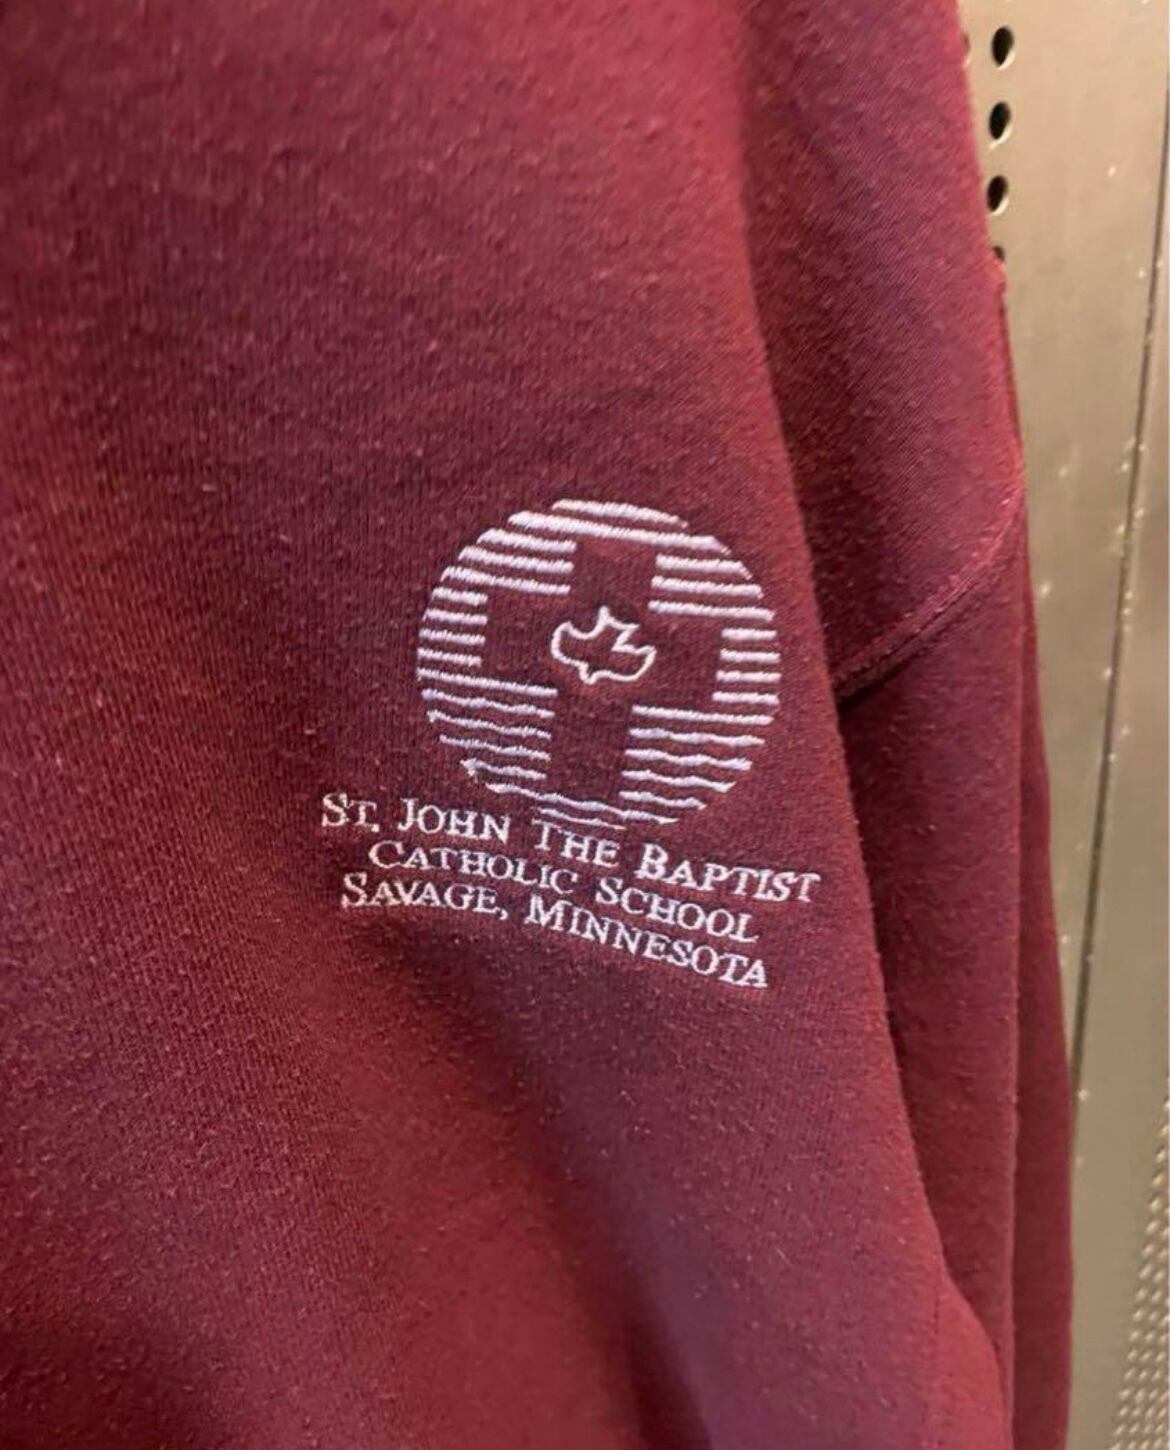 St. John The Baptist
Catholic School
Savage, Minnesota